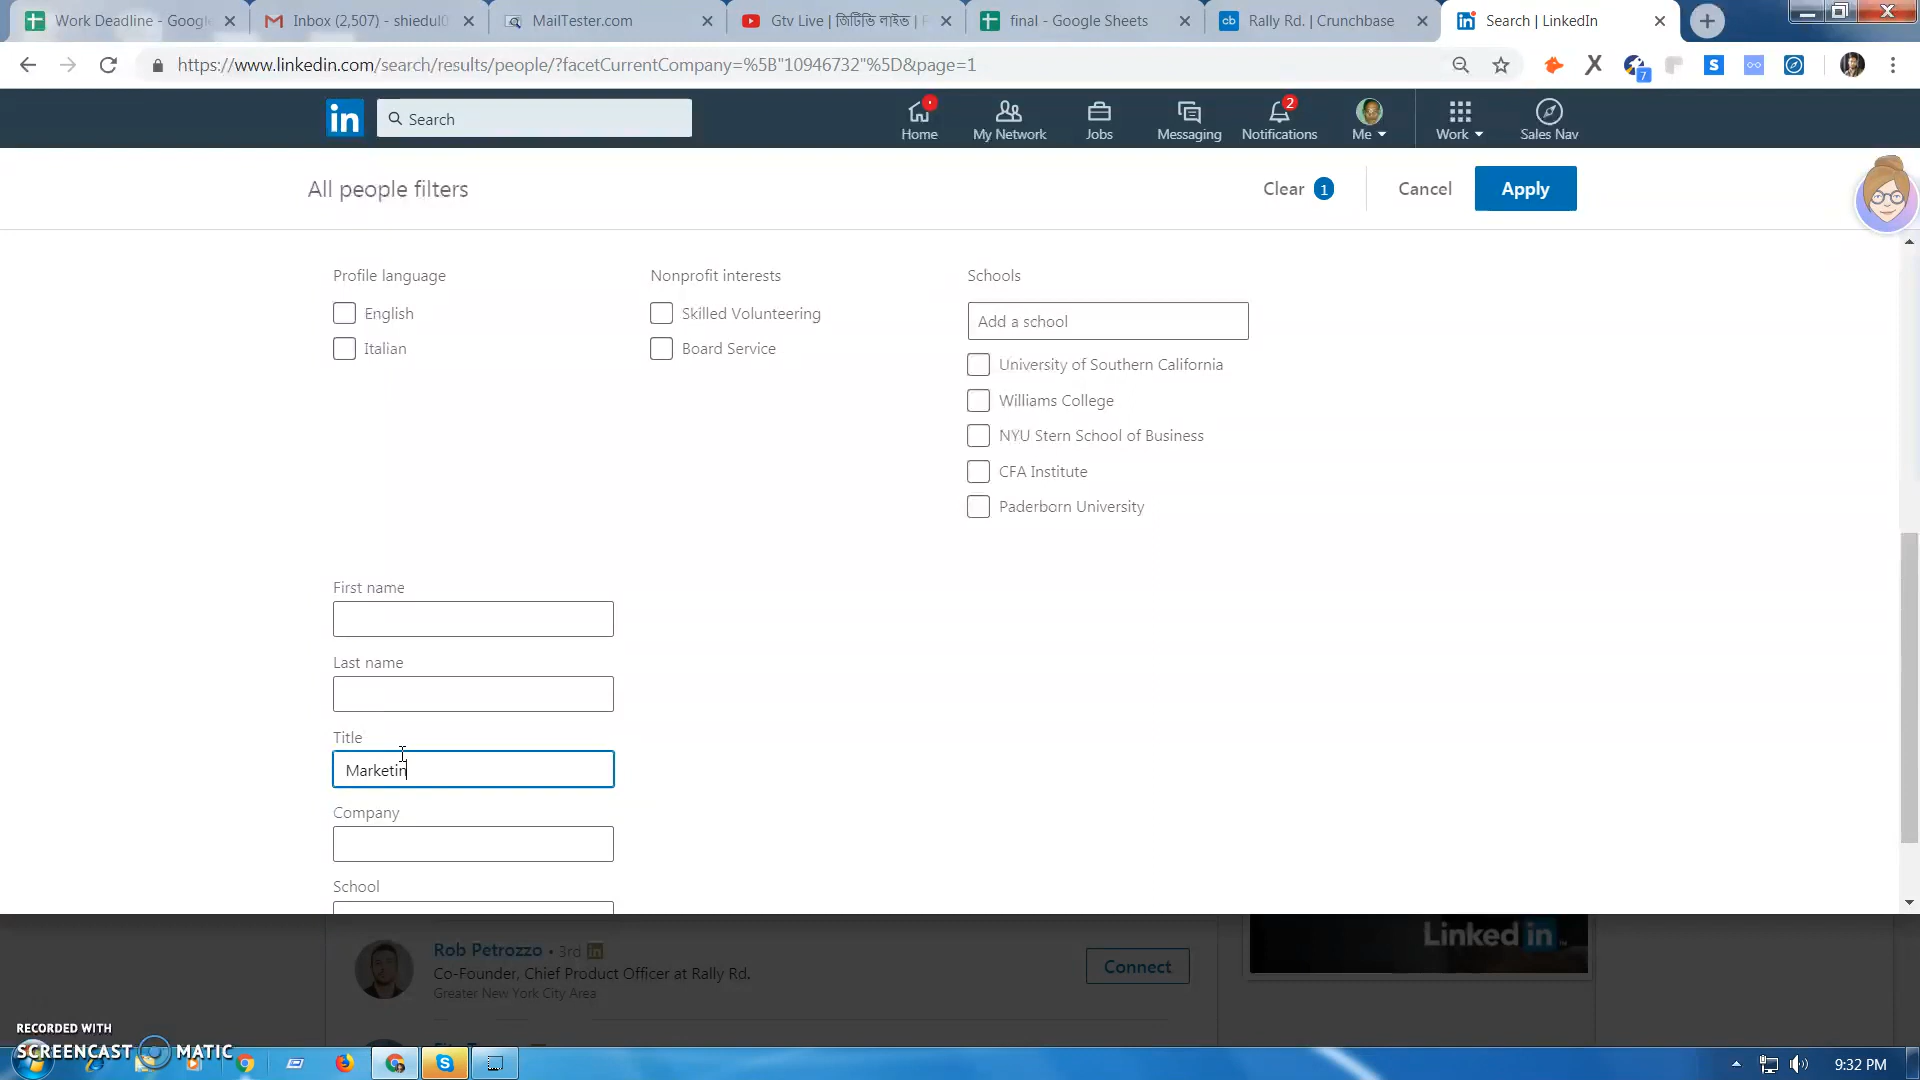 Work Deadline - Googl
Inbox (2,507) - shiedul0
MailTester.com
Gtv Live | জিটিভি লাইভ |
final - Google Sheets
cb Rally Rd. | Crunchbase
Search | LinkedIn
https://www.linkedin.com/search/results/people/?facetCurrentCompany=%5B"10946732"%5D&page=1
7
S
in
Search
Home
My Network
Jobs
Messaging
2
Notifications
Me
Work
Sales Nav
All people filters
Clear 1
Cancel
Apply
Profile language
Nonprofit interests
Schools
English
Skilled Volunteering
Add a school
Italian
Board Service
University of Southern California
Williams College
NYU Stern School of Business
CFA Institute
Paderborn University
First name
Last name
Title
Marketin
Company
School
Rob Petrozzo • 3rd in
Co-Founder, Chief Product Officer at Rally Rd.
Greater New York City Area
Connect
Linked in
RECORDED WITH
SCREENCAST MATIC
9:32 PM